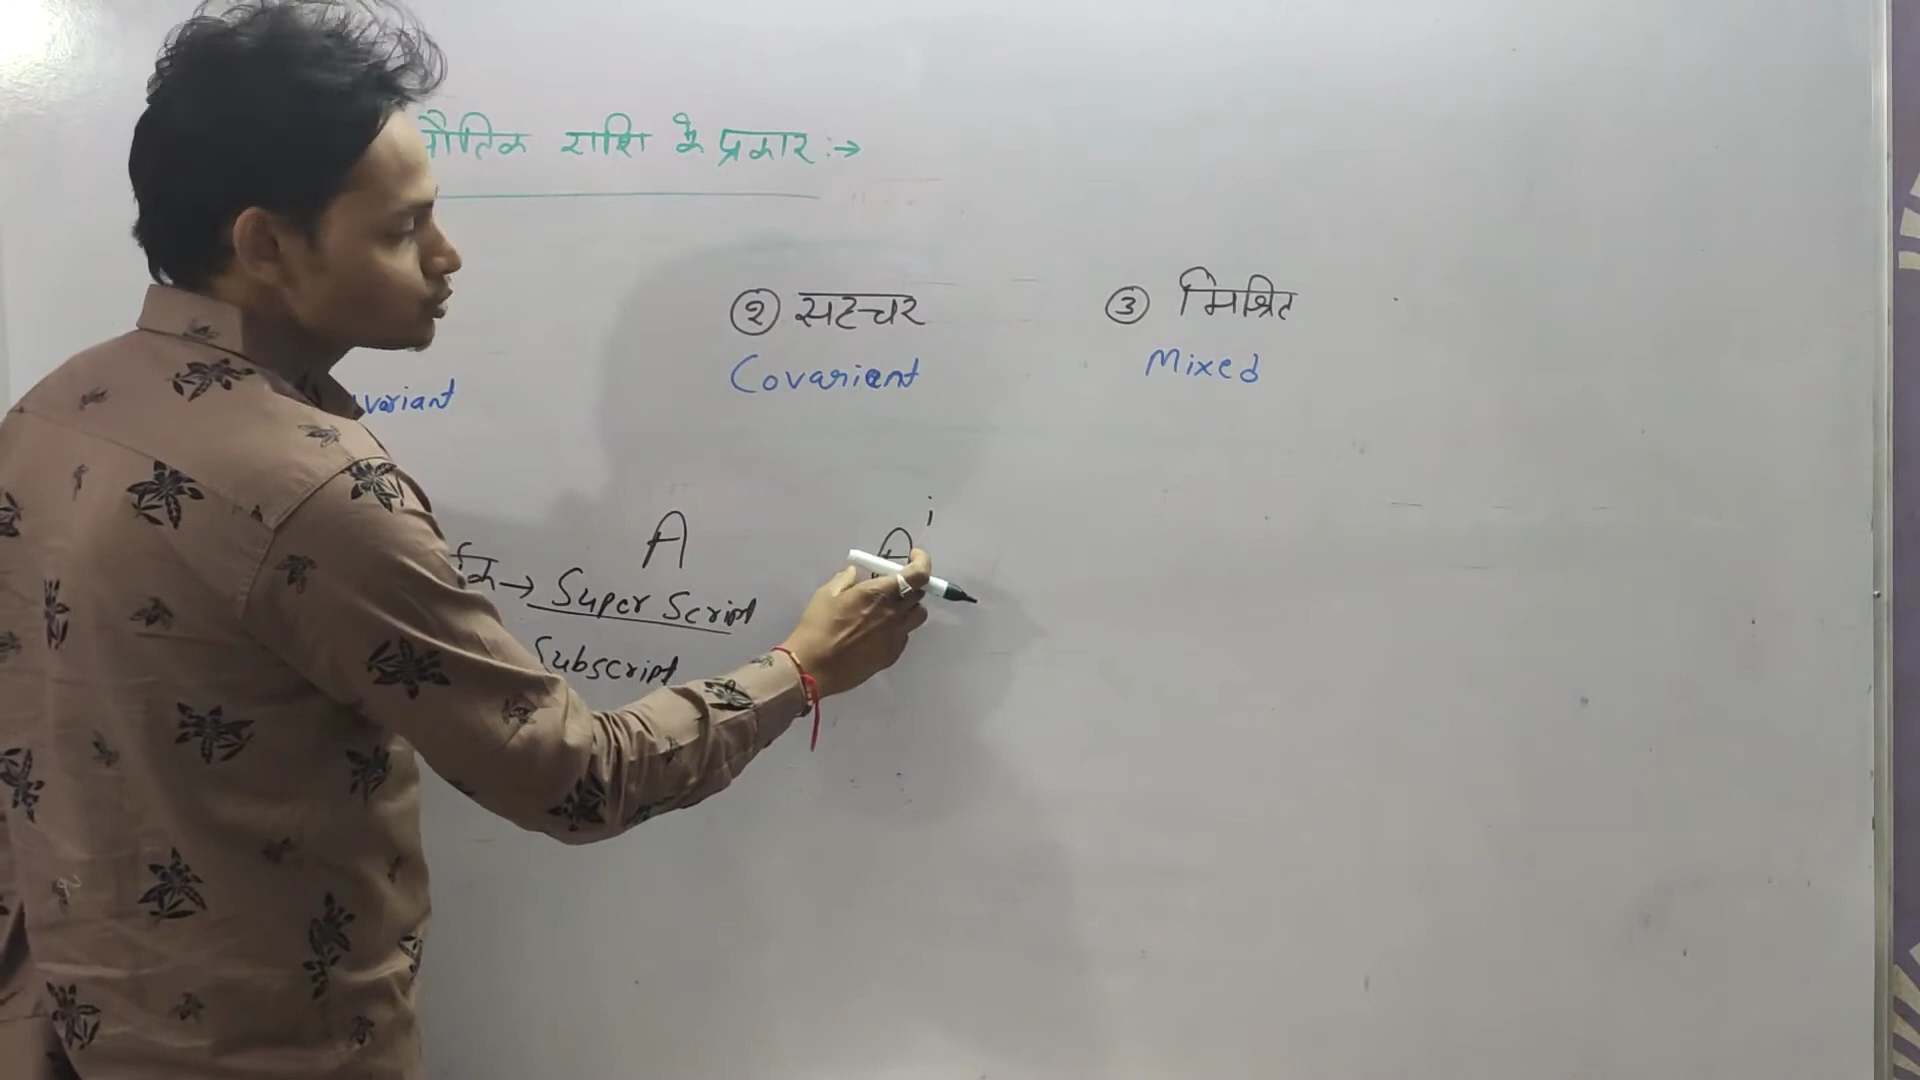 राशि के प्रकार :→
② सहचर
③ मिश्रित
variant
Covariant
Mixed
A
A i
→ Super Script
Subscript